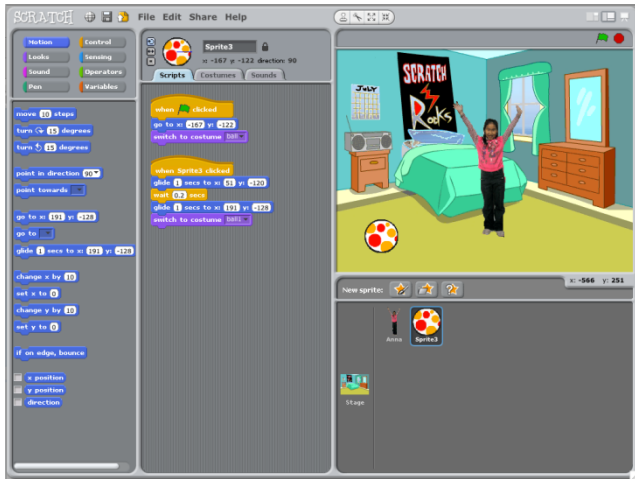 SCRATCH File Edit Share Help
Motion Control
Looks Sensing
Sound Operators
Pen Variables
move 10 steps
turn 15 degrees
turn 15 degrees
point in direction 90
point towards
go to x: 191 y: -128
go to
glide 1 secs to x: 191 y: -128
change x by 10
set x to 0
change y by 10
set y to 0
if on edge, bounce
x position
y position
direction
Sprite3
x: -167 y: -122 direction: 90
Scripts Costumes Sounds
when clicked
go to x: -167 y: -122
switch to costume
when Sprite3 clicked
glide 1 secs to x: 51 y: -120
wait 0.2 secs
glide 1 secs to x: 191 y: -128
switch to costume
JULY
SCRATCH
Rocks
x: -566 y: 251
New sprite:
Anna Sprite3
Stage